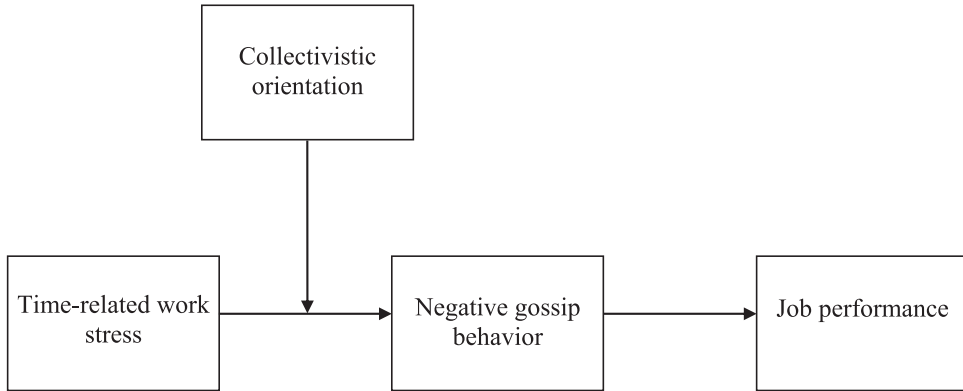 Collectivistic
orientation
Time-related work
stress
Negative gossip
behavior
Job performance